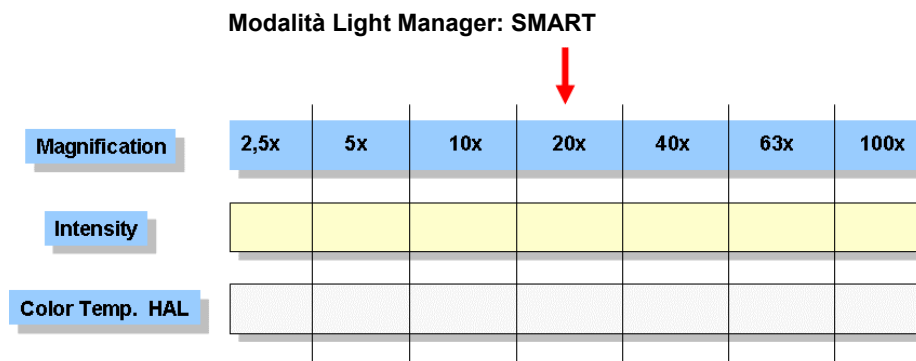 Modalità Light Manager: SMART
Magnification 2,5x 5x 10x 20x 40x 63x 100x
Intensity
Color Temp. HAL